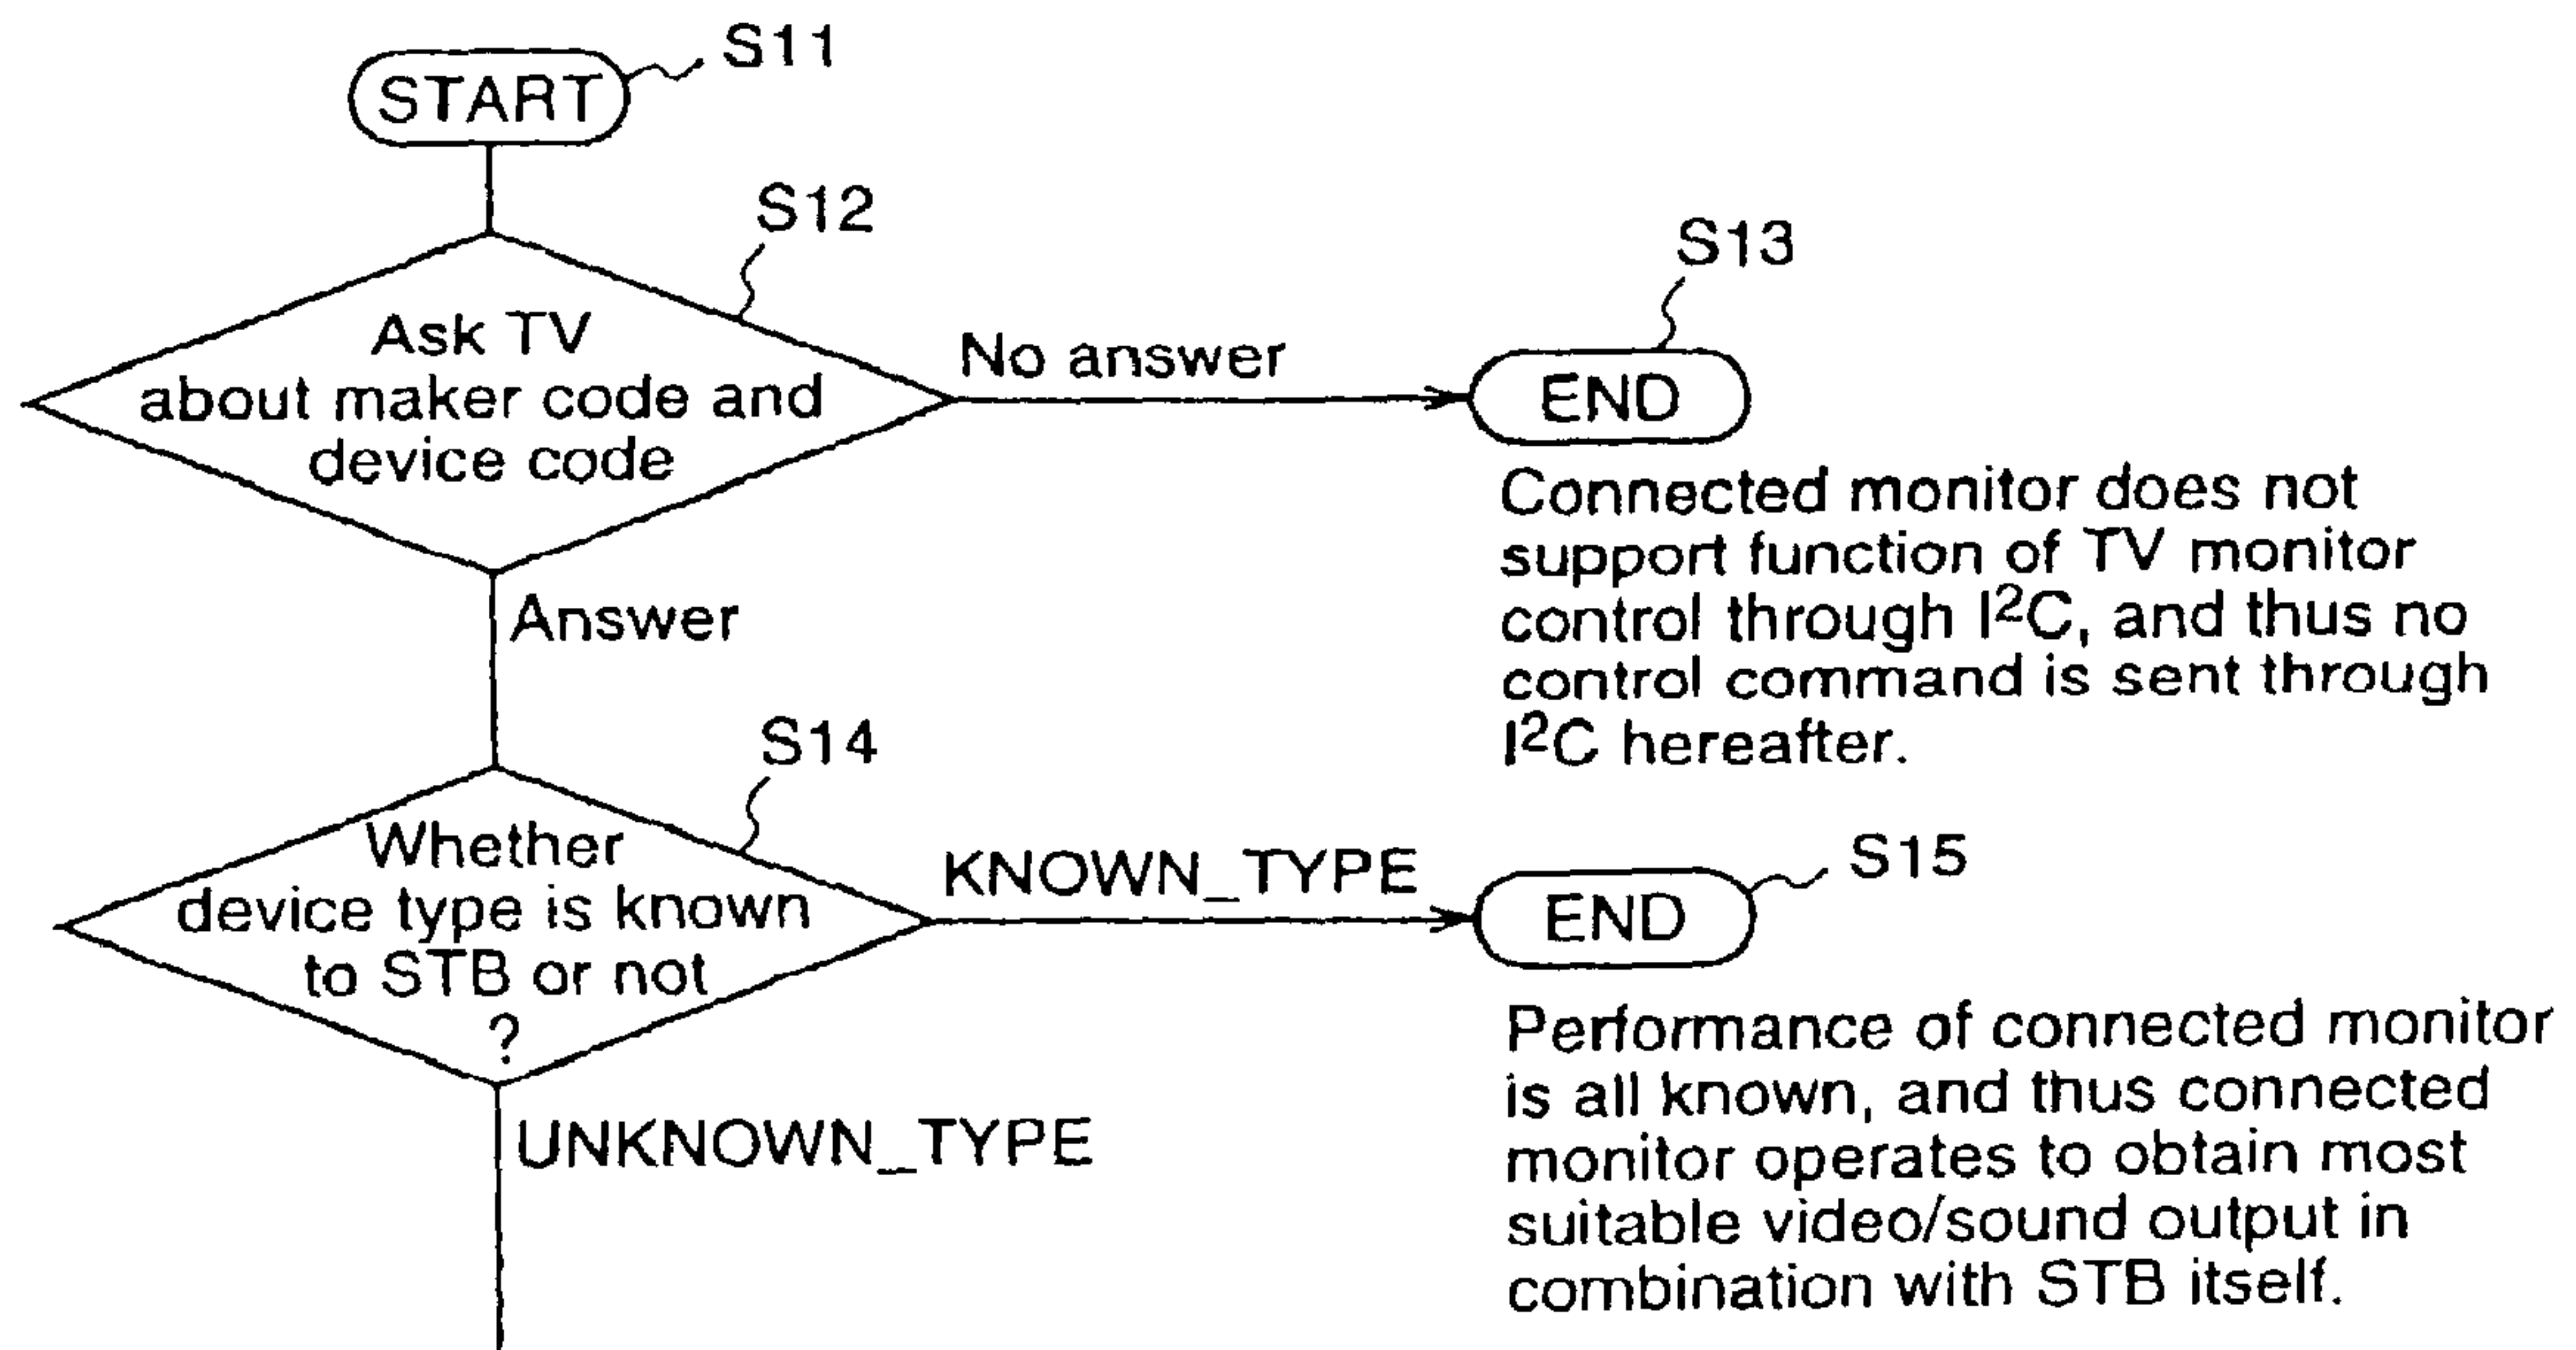 S11
START
S12
Ask TV
about maker code and
device code
No answer
S13
END
Connected monitor does not
support function of TV monitor
control through I²C, and thus no
control command is sent through
I²C hereafter.
Answer
S14
Whether
device type is known
to STB or not
?
KNOWN_TYPE
S15
END
Performance of connected monitor
is all known, and thus connected
monitor operates to obtain most
suitable video/sound output in
combination with STB itself.
UNKNOWN_TYPE